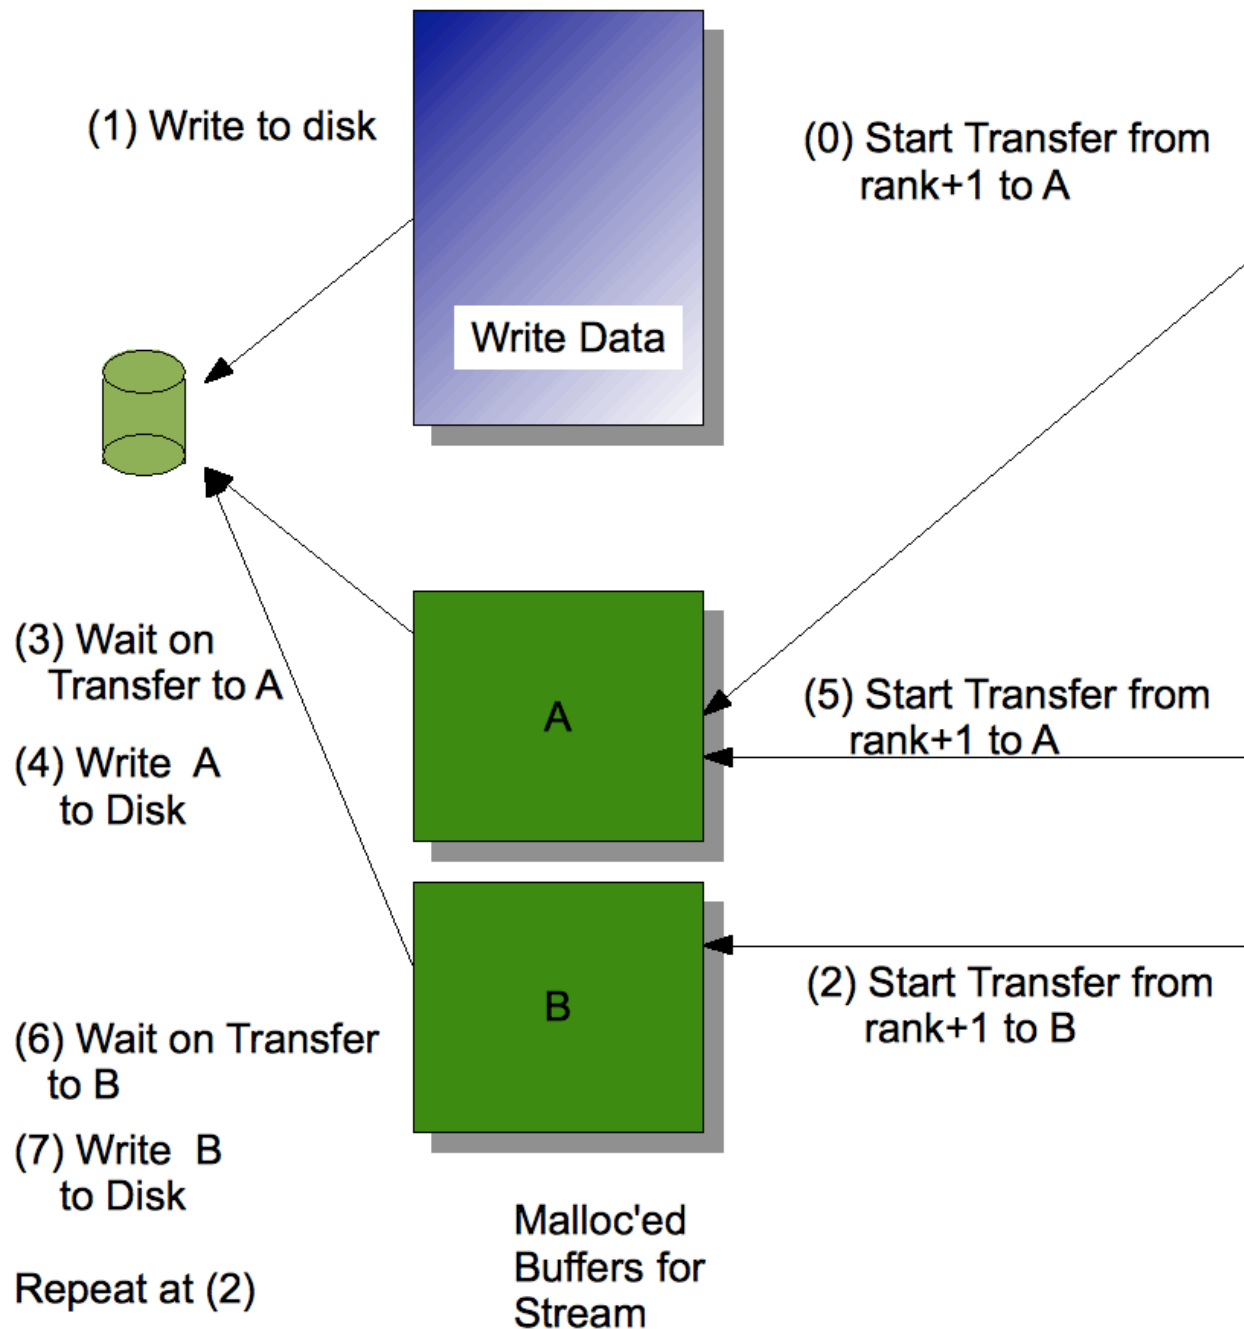 (1) Write to disk
(0) Start Transfer from
rank+1 to A
Write Data
(3) Wait on
Transfer to A
(4) Write A
to Disk
A
(5) Start Transfer from
rank+1 to A
B
(2) Start Transfer from
rank+1 to B
(6) Wait on Transfer
to B
(7) Write B
to Disk
Repeat at (2)
Malloc'ed
Buffers for
Stream